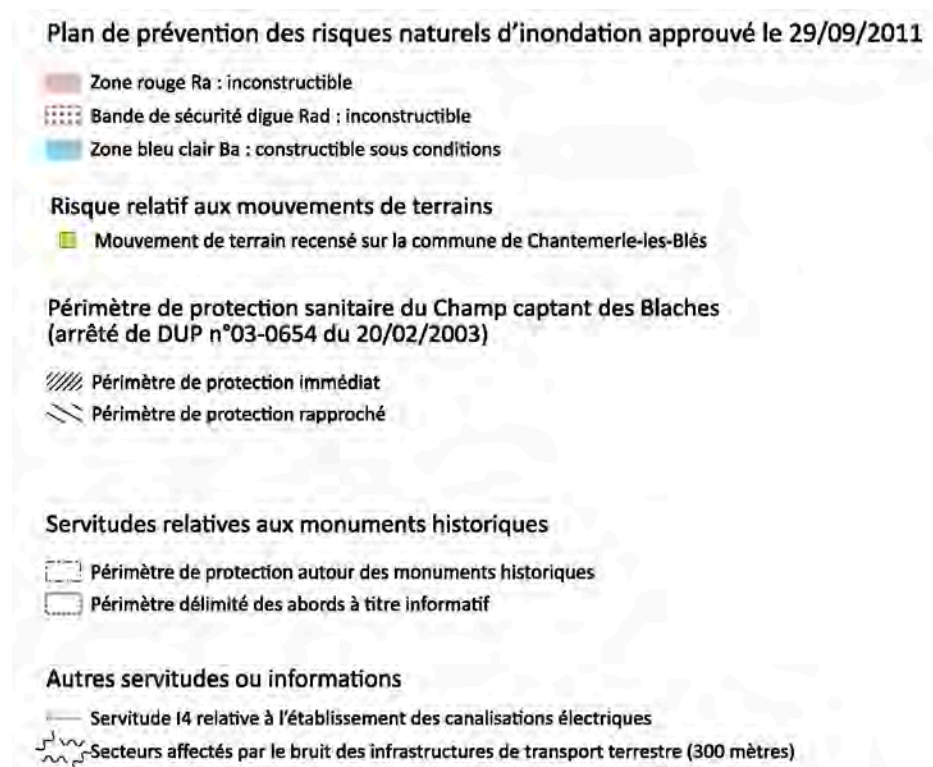 Plan de prévention des risques naturels d'inondation approuvé le 29/09/2011
Zone rouge Ra : inconstructible
Bande de sécurité digue Rad : inconstructible
Zone bleu clair Ba : constructible sous conditions
Risque relatif aux mouvements de terrains
Mouvement de terrain recensé sur la commune de Chantemerle-les-Blés
Périmètre de protection sanitaire du Champ captant des Blaches
(arrêté de DUP n°03-0654 du 20/02/2003)
Périmètre de protection immédiat
Périmètre de protection rapproché
Servitudes relatives aux monuments historiques
Périmètre de protection autour des monuments historiques
Périmètre délimité des abords à titre informatif
Autres servitudes ou informations
Servitude I4 relative à l'établissement des canalisations électriques
Secteurs affectés par le bruit des infrastructures de transport terrestre (300 mètres)